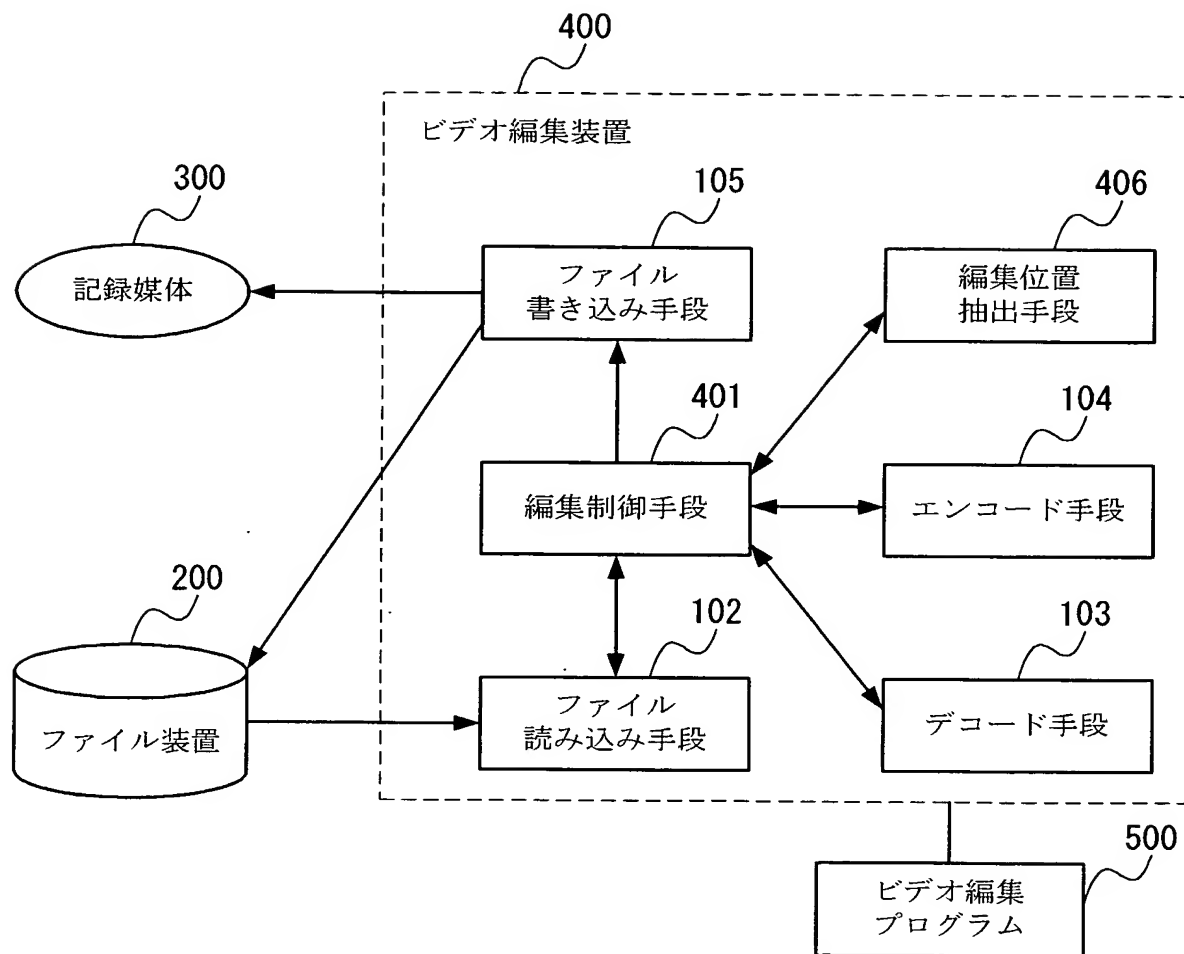 400
ビデオ編集装置
300
記録媒体
105
ファイル
書き込み手段
406
編集位置
抽出手段
401
編集制御手段
104
エンコード手段
200
ファイル装置
102
ファイル
読み込み手段
103
デコード手段
500
ビデオ編集
プログラム